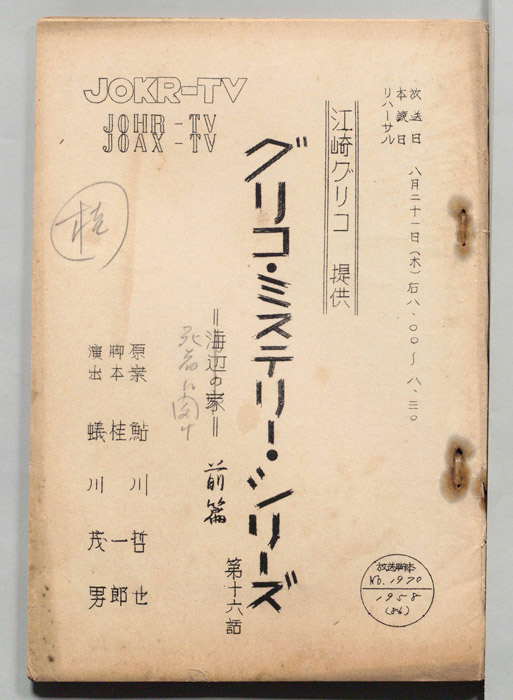 放送日 八月二十一日(木)后八、〇〇~八、三〇
本読日
リハーサル
江崎グリコ 提供
グリコ・ミステリー・シリーズ
第十六話
=海辺の家= 前篇
原案 鮎川哲也
脚本 桂一郎
演出 蟻川茂男
JOKR-TV
JOHR-TV
JOAX-TV
桂
放送脚本
No. 1970
1958
(86)